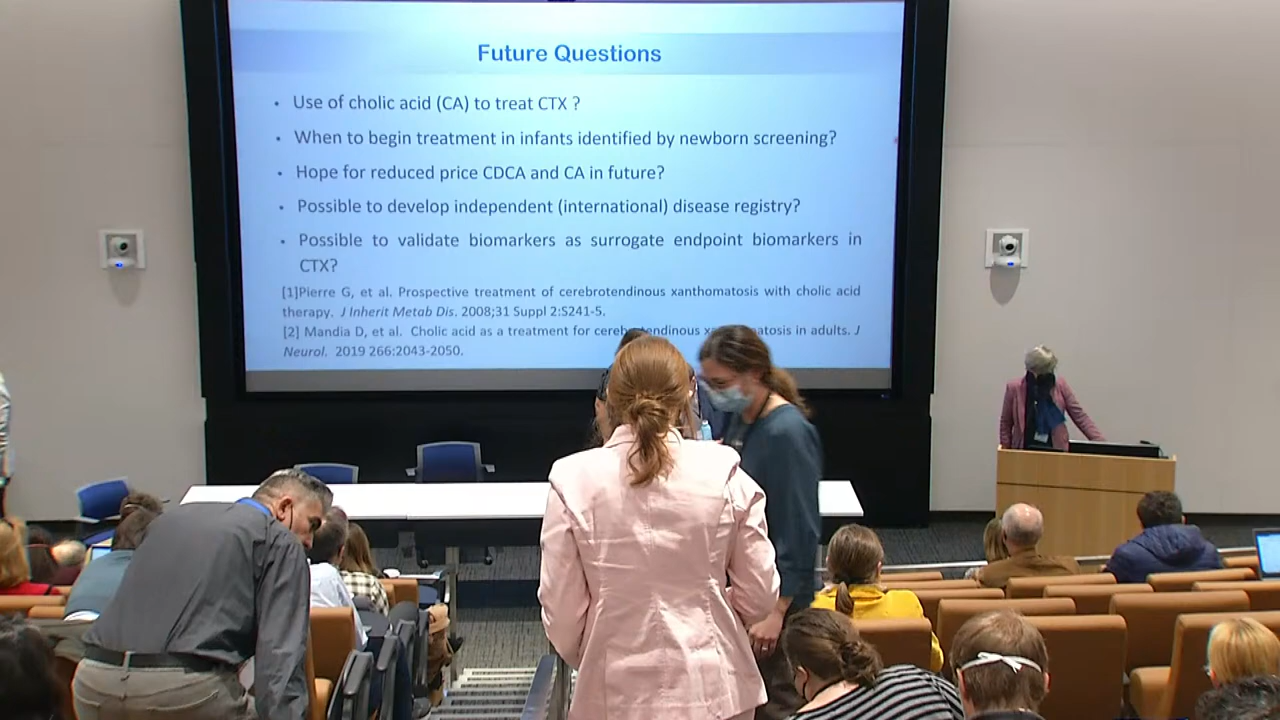 Future Questions
• Use of cholic acid (CA) to treat CTX ?
• When to begin treatment in infants identified by newborn screening?
• Hope for reduced price CDCA and CA in future?
• Possible to develop independent (international) disease registry?
• Possible to validate biomarkers as surrogate endpoint biomarkers in
CTX?
[1]Pierre G, et al. Prospective treatment of cerebrotendinous xanthomatosis with cholic acid
therapy. J Inherit Metab Dis. 2008;31 Suppl 2:S241-5.
[2] Mandia D, et al. Cholic acid as a treatment for cerebrotendinous xanthomatosis in adults. J
Neurol. 2019 266:2043-2050.